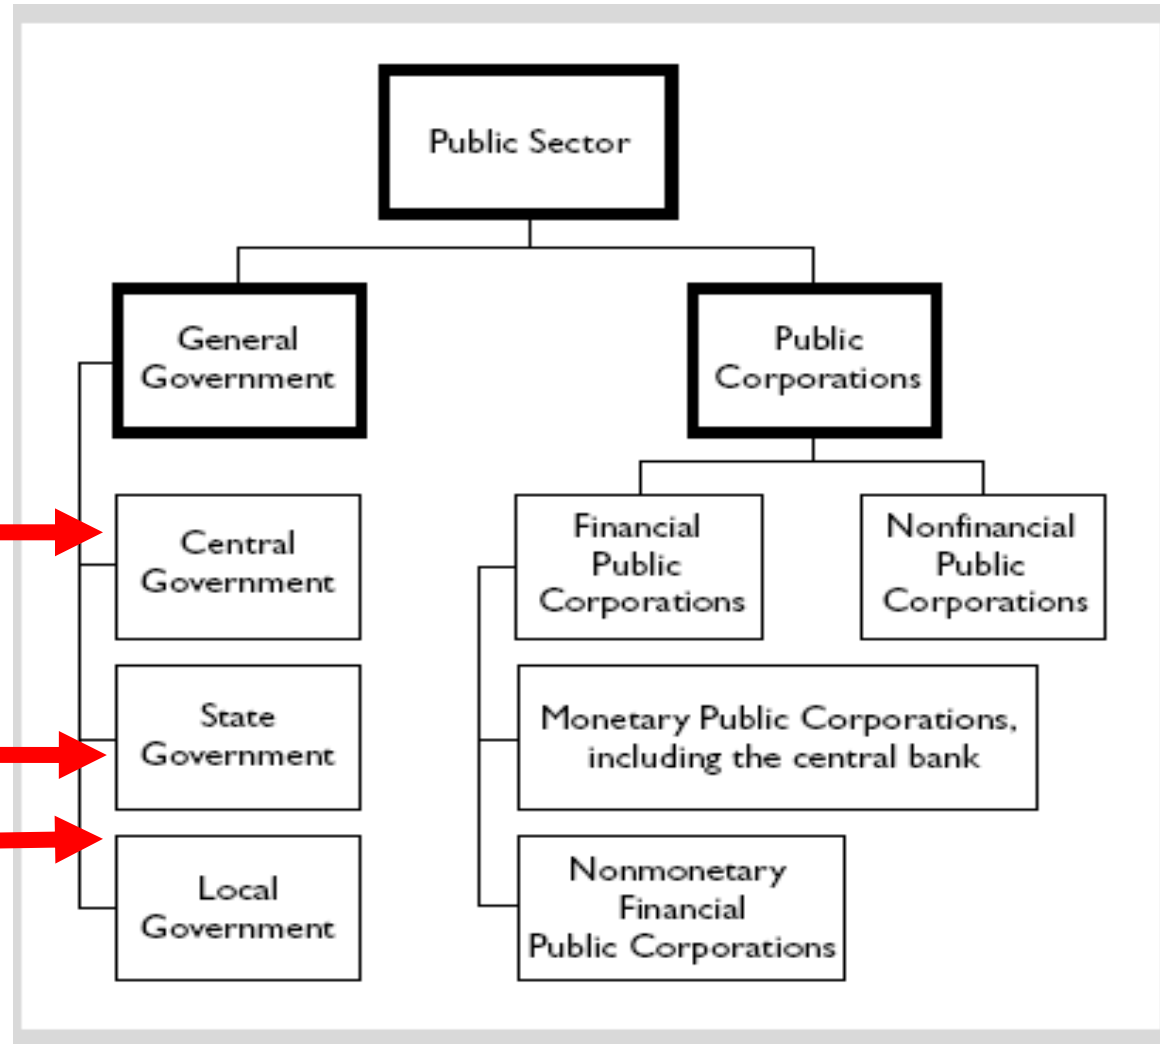 Public Sector
General
Government
Public
Corporations
Central
Government
Financial
Public
Corporations
Nonfinancial
Public
Corporations
State
Government
Monetary Public Corporations,
including the central bank
Local
Government
Nonmonetary
Financial
Public Corporations